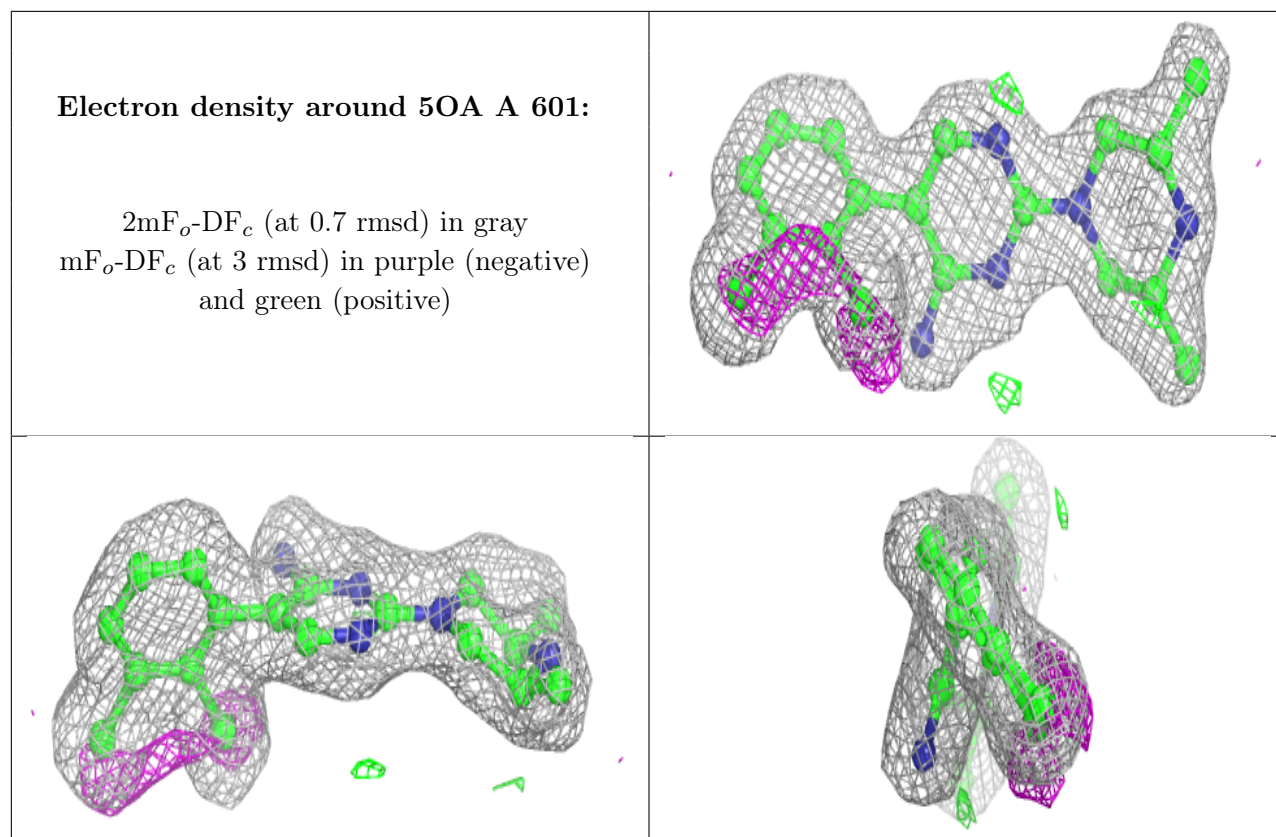 Electron density around 5OA A 601:
2mFₒ-DF𝒸 (at 0.7 rmsd) in gray
mFₒ-DF𝒸 (at 3 rmsd) in purple (negative)
and green (positive)